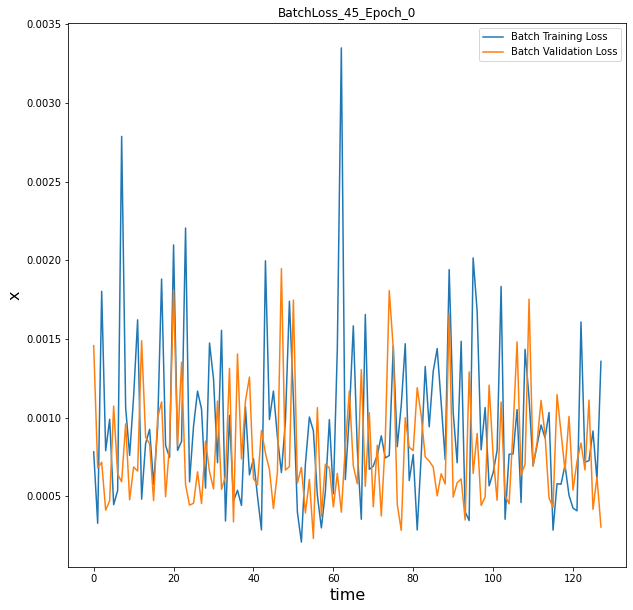 BatchLoss_45_Epoch_0
Batch Training Loss
Batch Validation Loss
0.0035
0.0030
0.0025
0.0020
0.0015
0.0010
0.0005
x
0 20 40 60 80 100 120
time